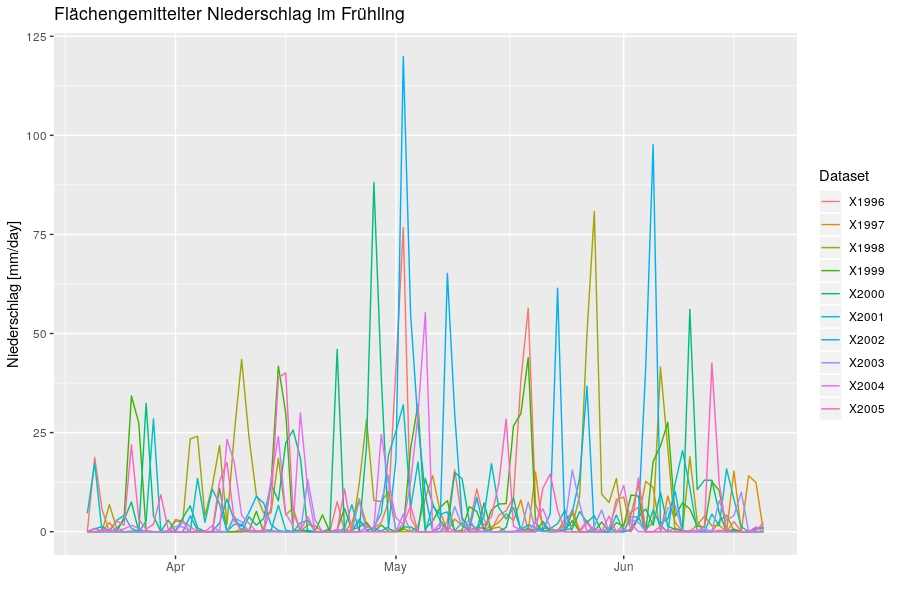 Flächengemittelter Niederschlag im Frühling
Niederschlag [mm/day]
125
100
75
50
25
0
Apr
May
Jun
Dataset
X1996
X1997
X1998
X1999
X2000
X2001
X2002
X2003
X2004
X2005